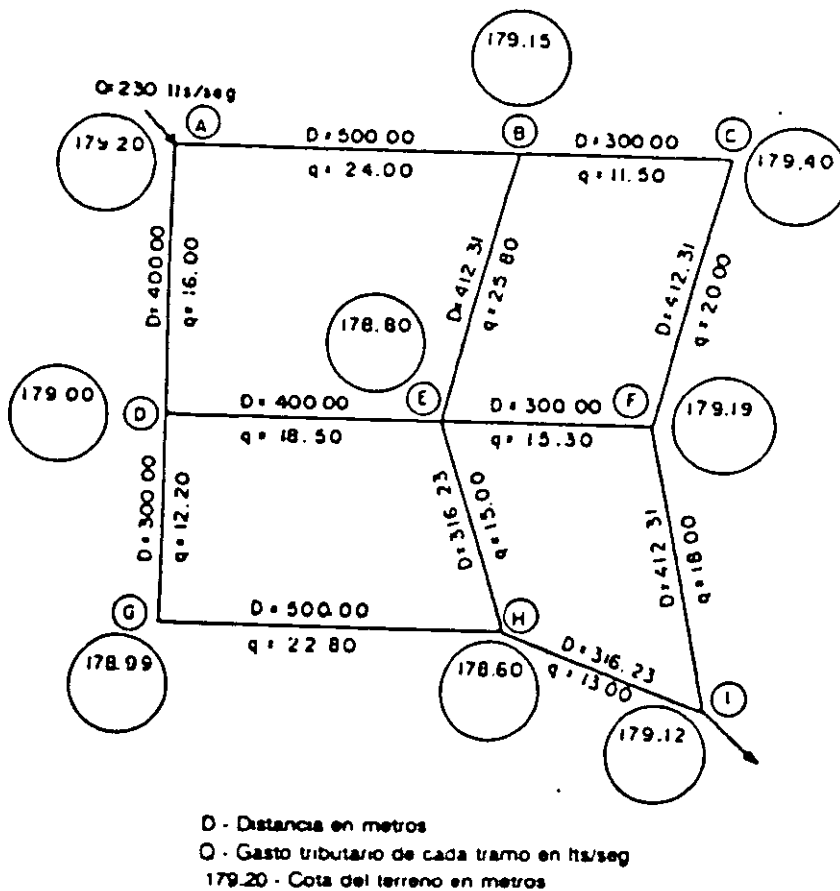 179.15
Q=230 lts/seg
A
B
C
179.20
D=500.00
q=24.00
D=300.00
q=11.50
179.40
D=400.00
q=16.00
D=412.31
q=25.80
D=412.31
q=20.00
178.80
179.00
D
D=400.00
q=18.50
E
D=300.00
q=15.30
F
179.19
D=300.00
q=12.20
D=316.23
q=15.00
D=412.31
q=18.00
G
D=500.00
q=22.80
H
D=316.23
q=13.00
I
178.99
178.60
179.12
D - Distancia en metros
Q - Gasto tributario de cada tramo en lts/seg
179.20 - Cota del terreno en metros